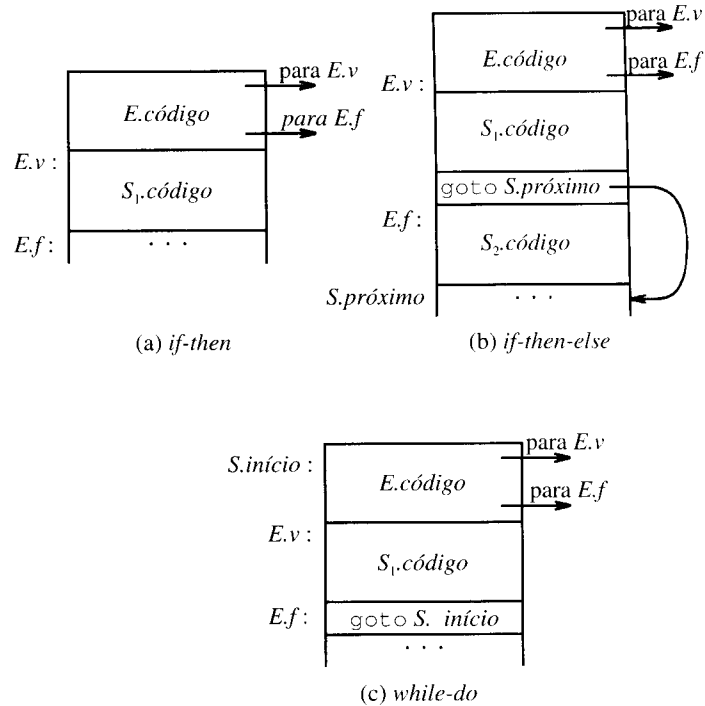 para E.v
E.código
para E.f
E.v :
S₁.código
E.f :
. . .
(a) if-then
para E.v
E.código
para E.f
E.v :
S₁.código
goto S.próximo
E.f :
S₂.código
S.próximo
. . .
(b) if-then-else
S.início :
para E.v
E.código
para E.f
E.v :
S₁.código
E.f :
goto S. início
. . .
(c) while-do